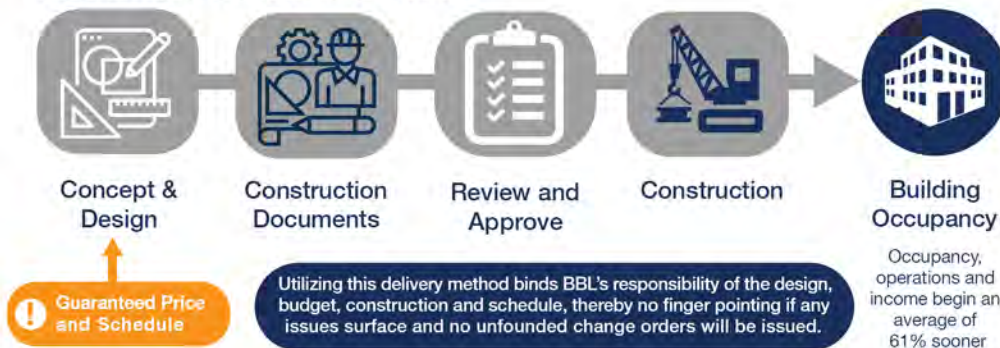 Concept &
Design
Construction
Documents
Review and
Approve
Construction
Building
Occupancy
Occupancy,
operations and
income begin an
average of
61% sooner
! Guaranteed Price
and Schedule
Utilizing this delivery method binds BBL's responsibility of the design,
budget, construction and schedule, thereby no finger pointing if any
issues surface and no unfounded change orders will be issued.